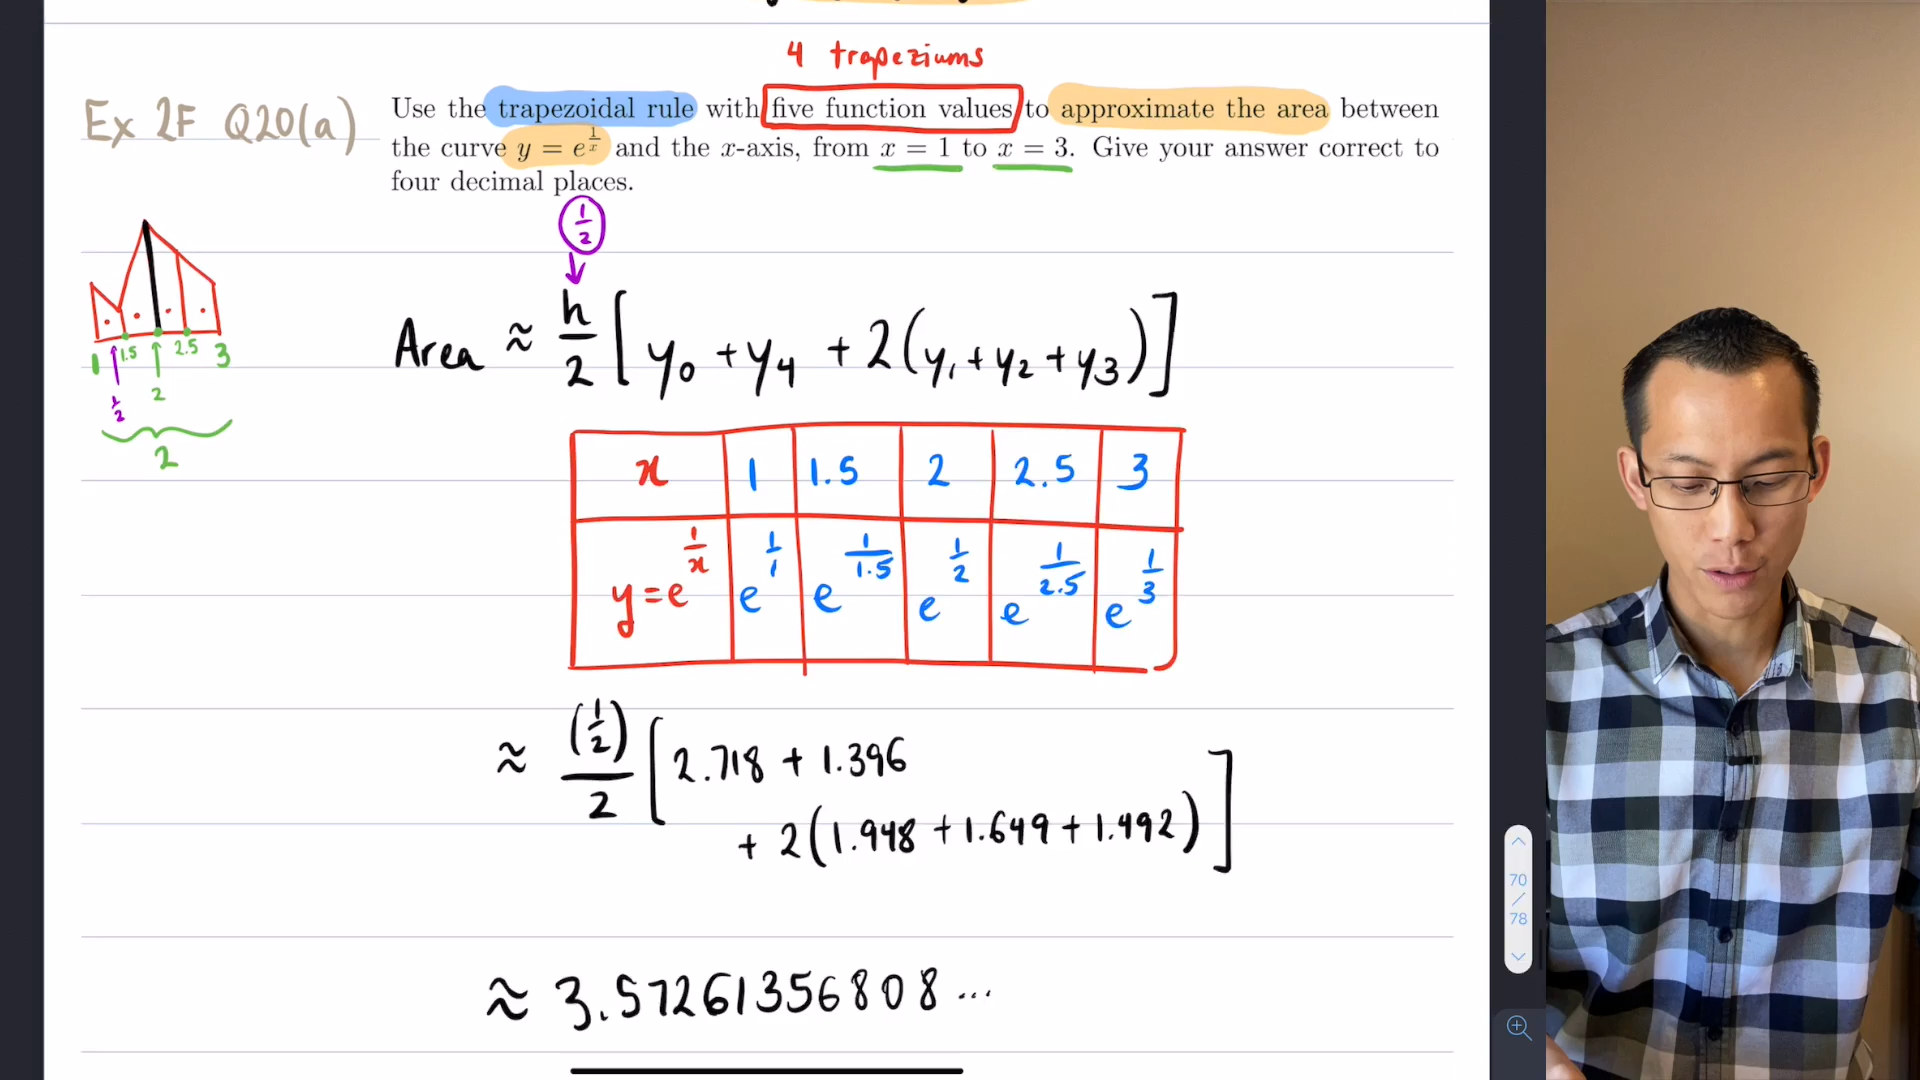 4 trapeziums
Ex 2F Q20(a)
Use the trapezoidal rule with five function values to approximate the area between
the curve y = e^{1/x} and the x-axis, from x = 1 to x = 3. Give your answer correct to
four decimal places.
1/2
1 1.5 2.5 3
1/2 2
2
Area ≈ h/2 [y₀ + y₄ + 2(y₁ + y₂ + y₃)]
x 1 1.5 2 2.5 3
y=e^{1/x} e^{1/1} e^{1/1.5} e^{1/2} e^{1/2.5} e^{1/3}
≈ (1/2)/2 [2.718 + 1.396
+ 2(1.948 + 1.649 + 1.492)]
≈ 3.57261356808...
70
/
78